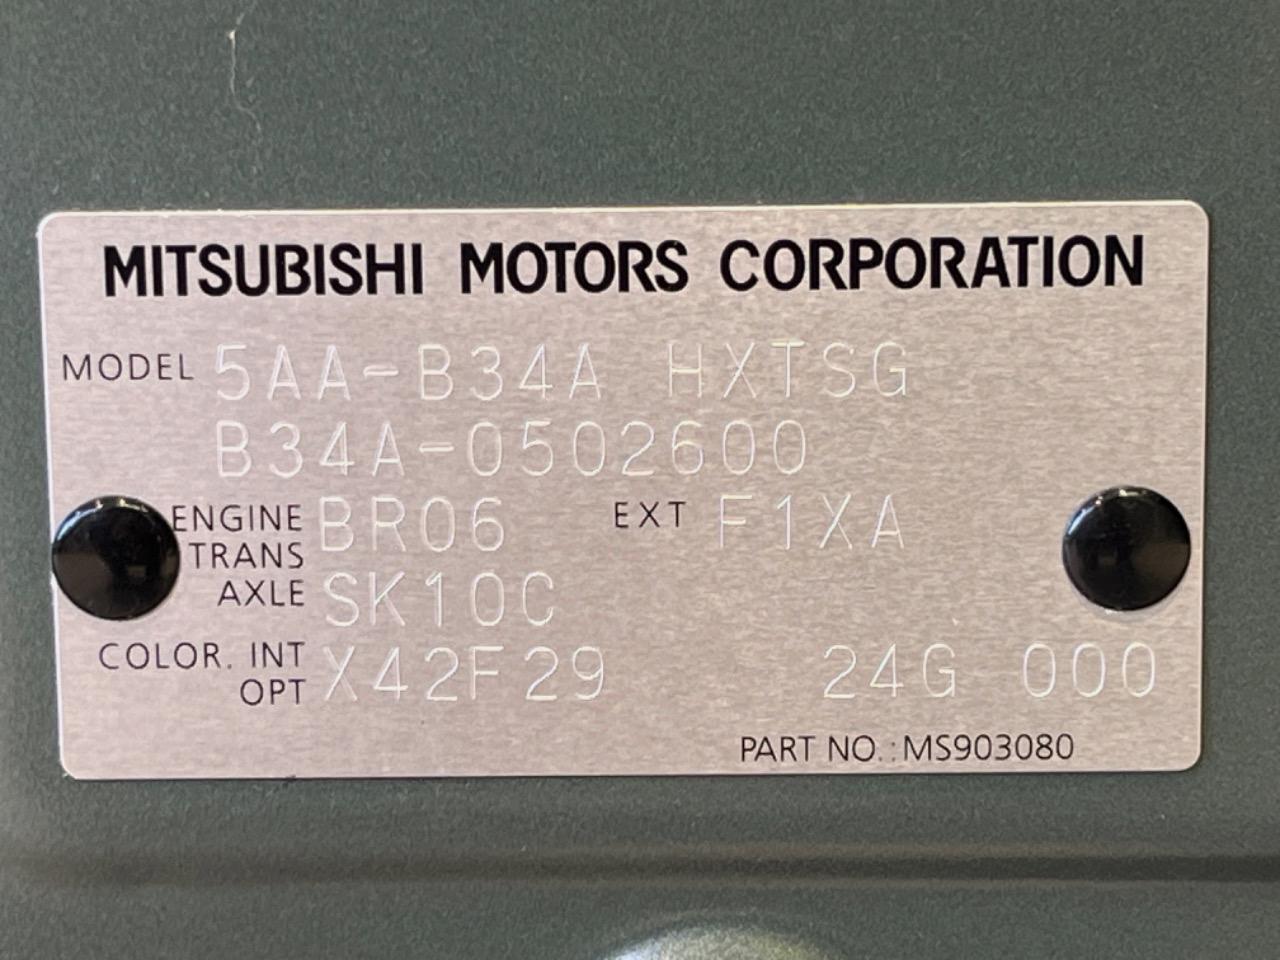 MITSUBISHI MOTORS CORPORATION
MODEL 5AA-B34A HXTSG
B34A-0502600
ENGINE BR06 EXT F1XA
TRANS
AXLE SK10C
COLOR. INT
OPT X42F29 24G 000
PART NO.:MS903080